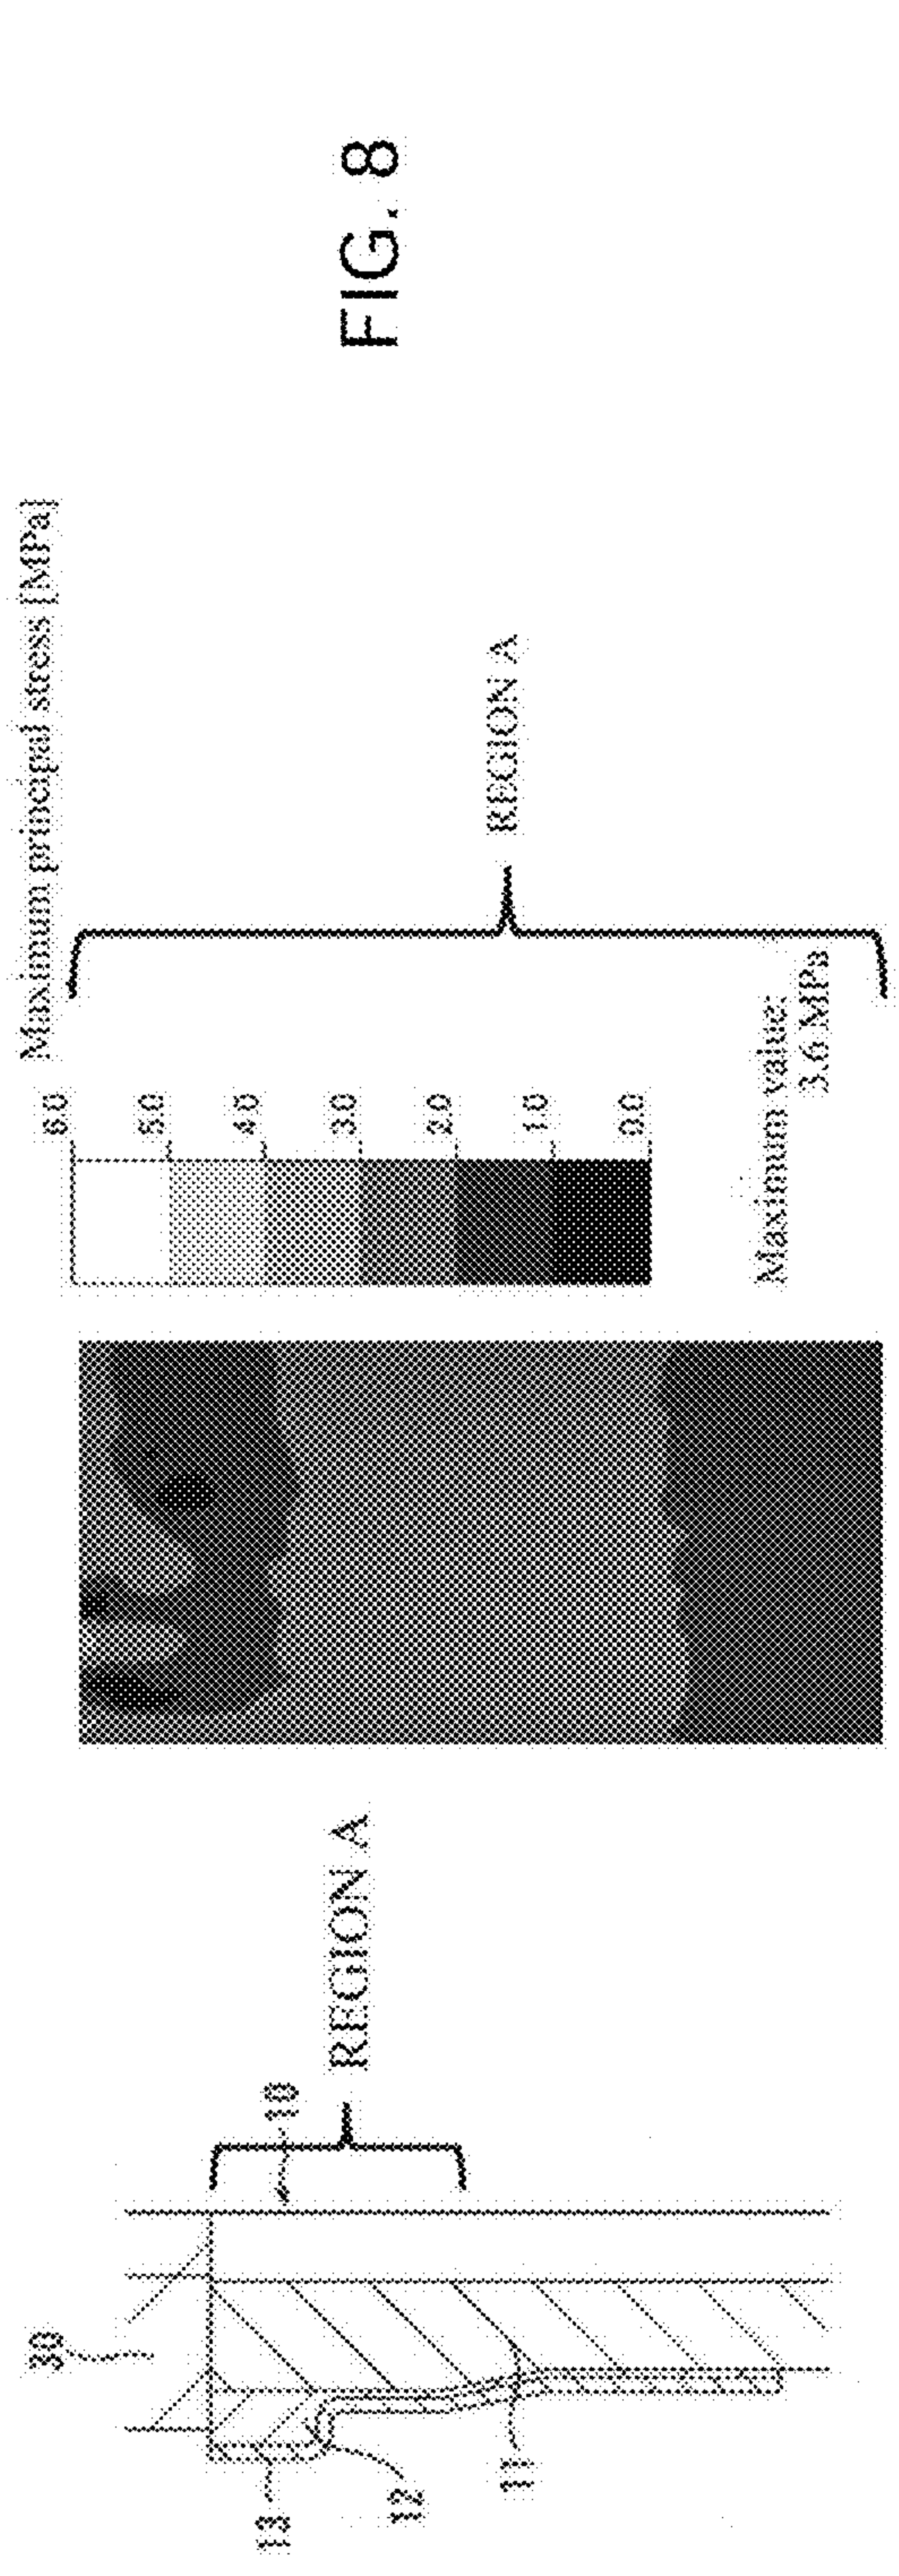 FIG. 8
Maximum principal stress [MPa]
6.0
5.0
4.0
3.0
2.0
1.0
0.0
REGION A
Maximum value:
3.6 MPa
REGION A
10
30
13
12
11